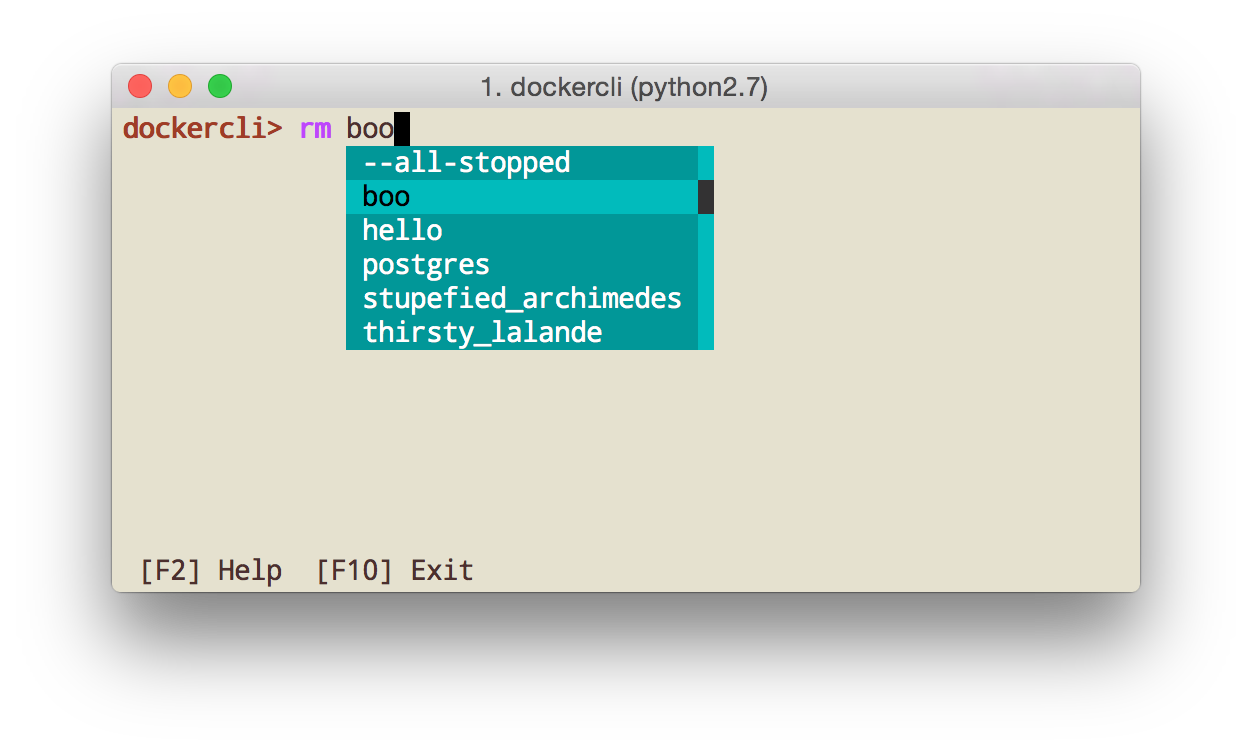 1. dockercli (python2.7)
dockercli> rm boo
--all-stopped
boo
hello
postgres
stupefied_archimedes
thirsty_lalande
[F2] Help [F10] Exit